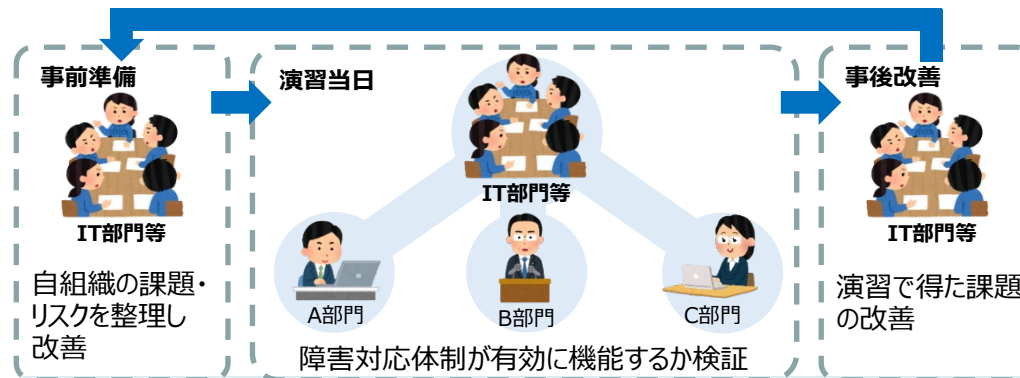 事前準備
IT部門等
自組織の課題・
リスクを整理し
改善
演習当日
IT部門等
A部門
B部門
C部門
障害対応体制が有効に機能するか検証
事後改善
IT部門等
演習で得た課題
の改善